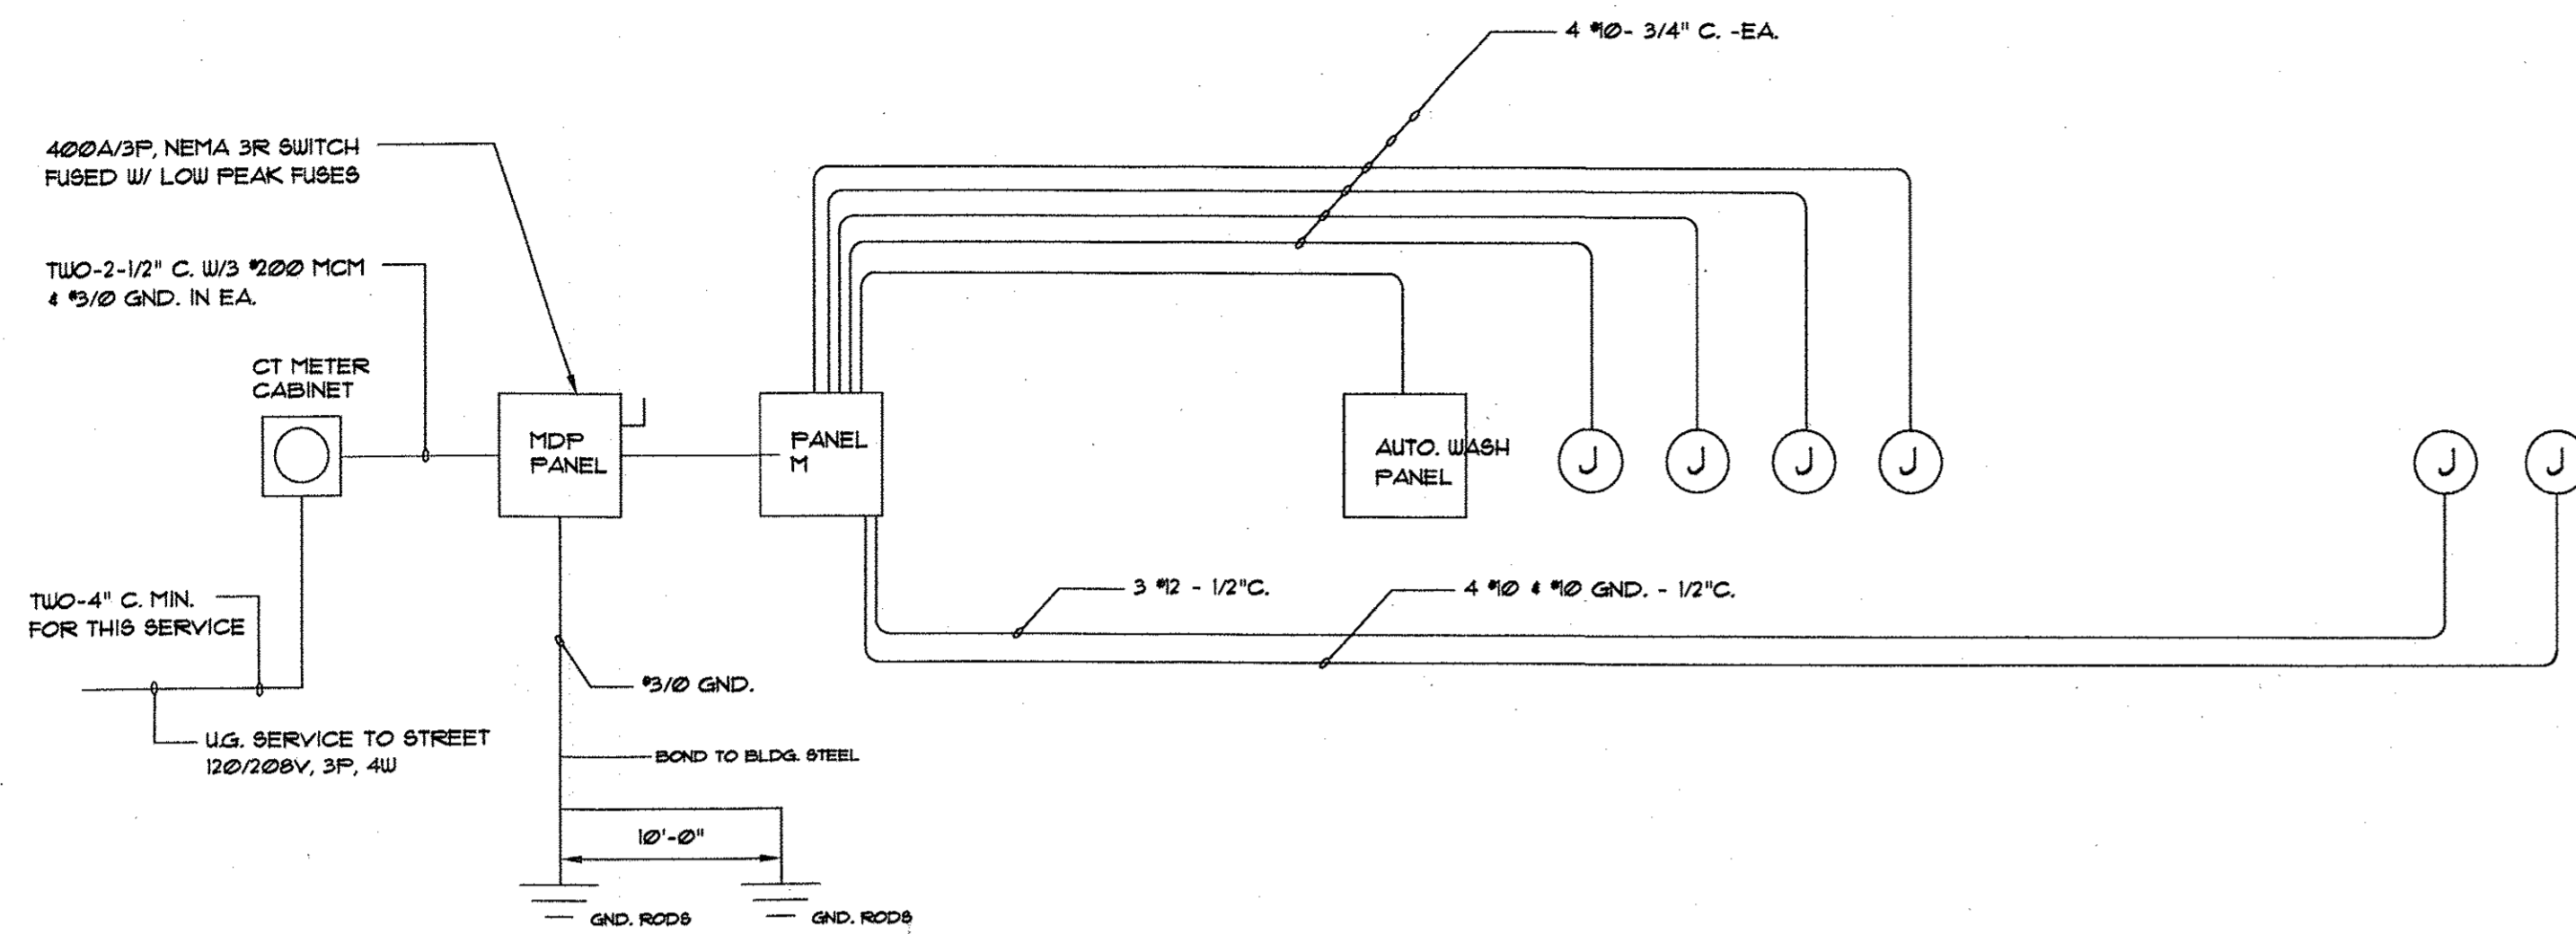 4 #10- 3/4" C. -EA.
400A/3P, NEMA 3R SWITCH
FUSED W/ LOW PEAK FUSES
TWO-2-1/2" C. W/3 #200 MCM
& #3/0 GND. IN EA.
CT METER
CABINET
MDP
PANEL
PANEL
M
AUTO. WASH
PANEL
J
J
J
J
J
J
TWO-4" C. MIN.
FOR THIS SERVICE
3 #12 - 1/2"C.
4 #10 & #10 GND. - 1/2"C.
#3/0 GND.
U.G. SERVICE TO STREET
120/208V, 3P, 4W
BOND TO BLDG. STEEL
10'-0"
GND. RODS
GND. RODS